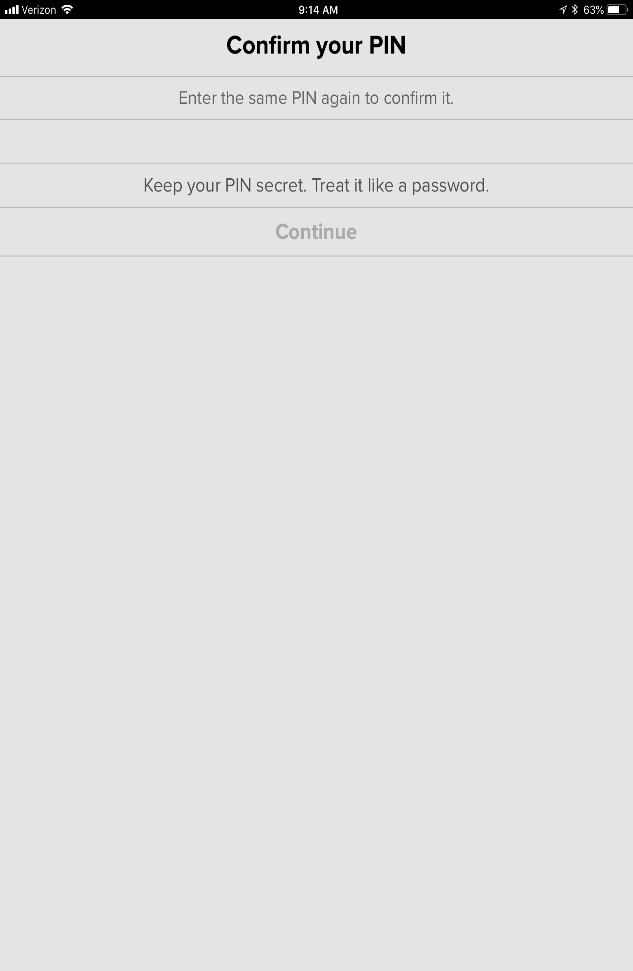 Verizon 9:14 AM 63%
Confirm your PIN
Enter the same PIN again to confirm it.
Keep your PIN secret. Treat it like a password.
Continue